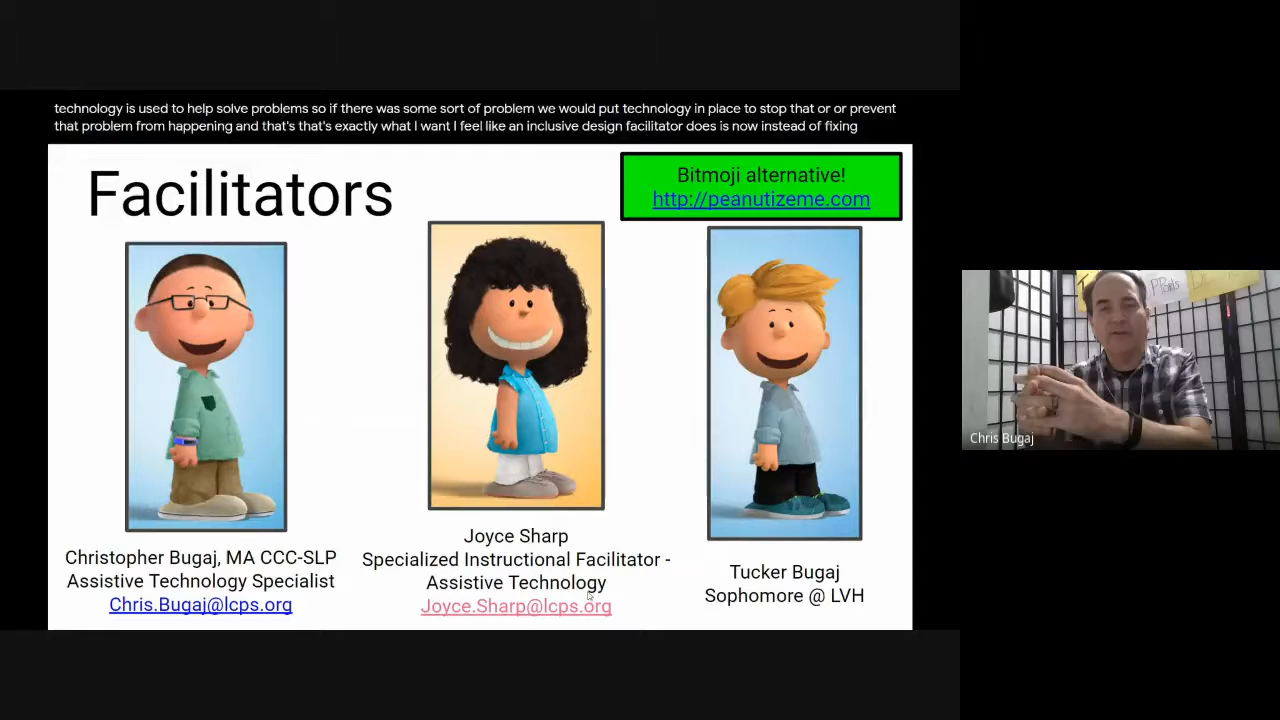 technology is used to help solve problems so if there was some sort of problem we would put technology in place to stop that or or prevent
that problem from happening and that's that's exactly what I want I feel like an inclusive design facilitator does is now instead of fixing
Facilitators
Bitmoji alternative!
http://peanutizeme.com
Christopher Bugaj, MA CCC-SLP
Assistive Technology Specialist
Chris.Bugaj@lcps.org
Joyce Sharp
Specialized Instructional Facilitator -
Assistive Technology
Joyce.Sharp@lcps.org
Tucker Bugaj
Sophomore @ LVH
Chris Bugaj